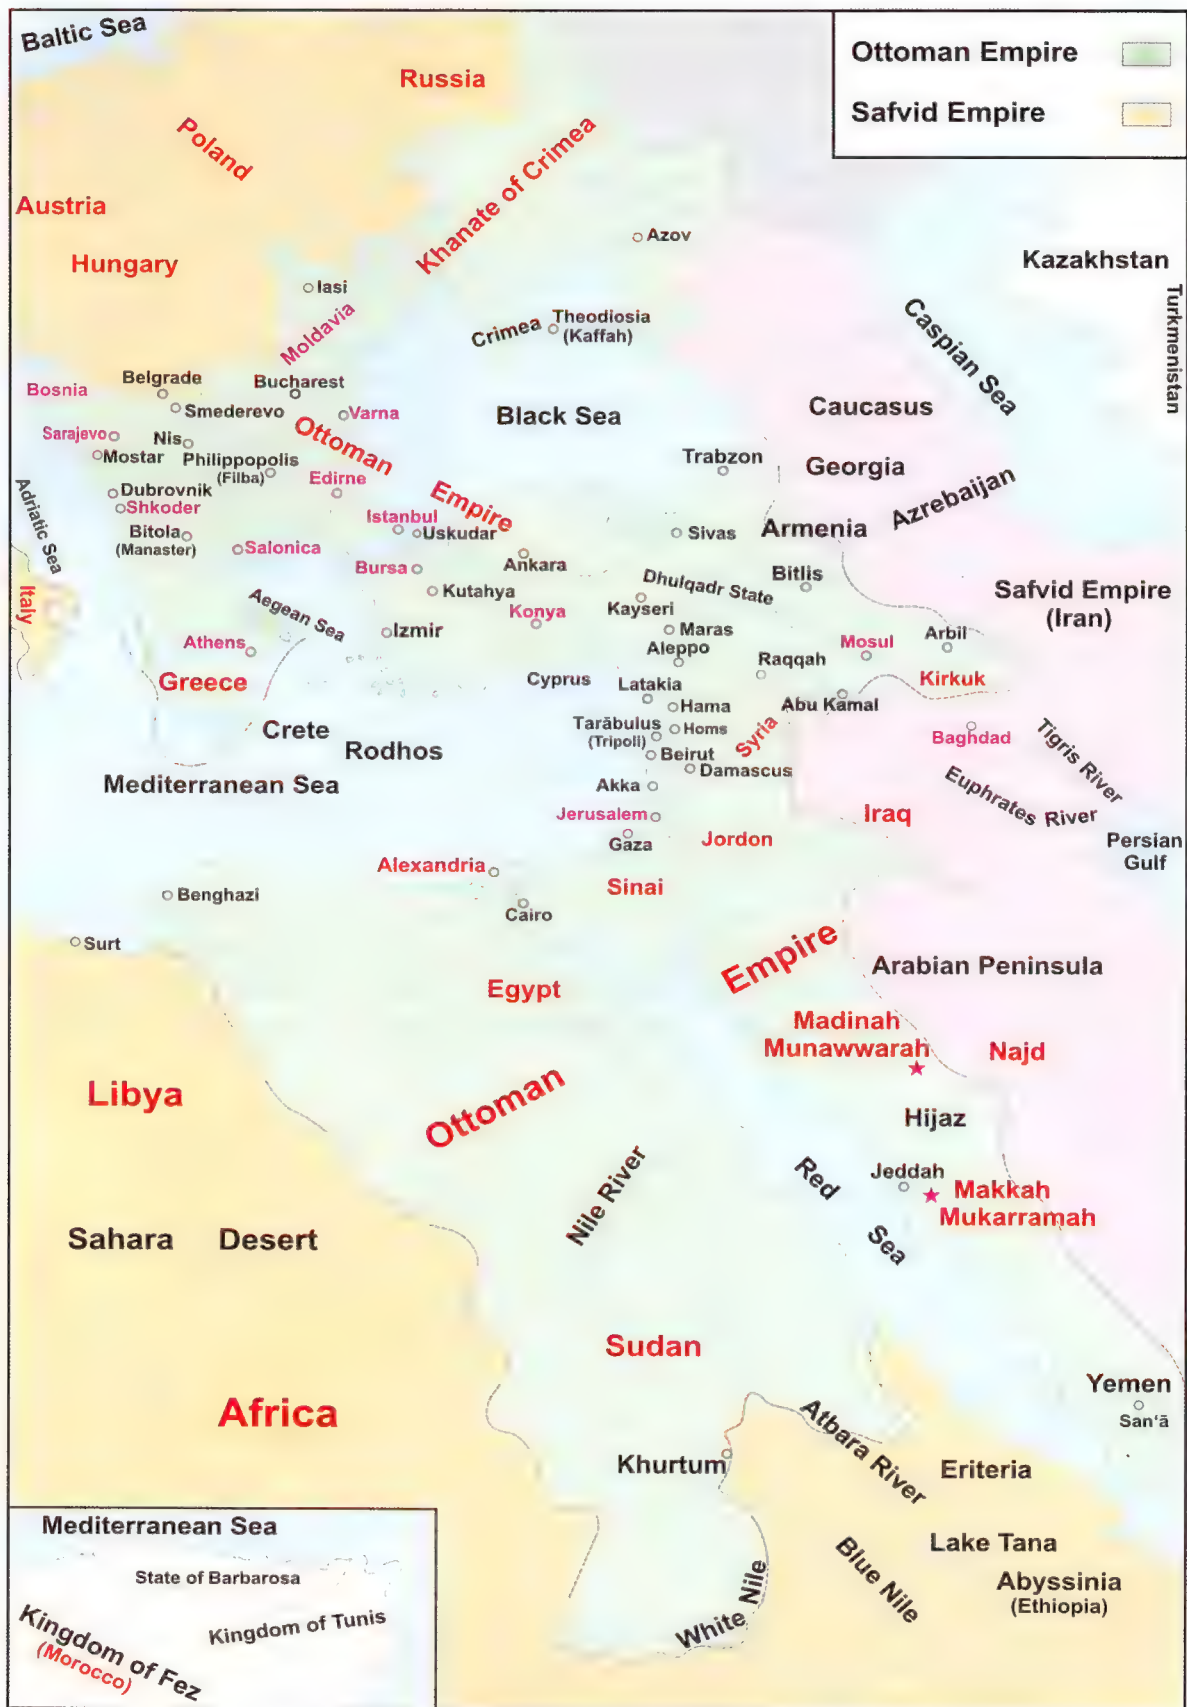 Baltic Sea
Ottoman Empire
Safvid Empire
Russia
Poland
Khanate of Crimea
Austria
Hungary
Azov
Kazakhstan
Turkmenistan
Iasi
Moldavia
Crimea
Theodiosia
(Kaffah)
Caspian Sea
Belgrade
Bucharest
Bosnia
Smederevo
Varna
Black Sea
Caucasus
Sarajevo
Nis
Ottoman
Mostar
Philippopolis
(Filba)
Trabzon
Georgia
Adriatic Sea
Dubrovnik
Edirne
Empire
Azrebaijan
Shkoder
Istanbul
Uskudar
Sivas
Armenia
Bitola
(Manaster)
Salonica
Ankara
Bursa
Kutahya
Dhulqadr State
Bitlis
Safvid Empire
(Iran)
Italy
Aegean Sea
Konya
Kayseri
Izmir
Maras
Arbil
Athens
Aleppo
Raqqah
Mosul
Greece
Cyprus
Latakia
Kirkuk
Hama
Abu Kamal
Crete
Tarăbulus
(Tripoli)
Homs
Syria
Baghdad
Tigris River
Rodhos
Beirut
Damascus
Mediterranean Sea
Akka
Euphrates River
Jerusalem
Iraq
Gaza
Jordon
Persian
Gulf
Alexandria
Sinai
Benghazi
Cairo
Surt
Empire
Arabian Peninsula
Egypt
Madinah
Munawwarah
Najd
Libya
Ottoman
Hijaz
Nile River
Red
Sea
Jeddah
Makkah
Mukarramah
Sahara Desert
Sudan
Yemen
San‘ā
Africa
Atbara River
Khurtum
Eriteria
Mediterranean Sea
Lake Tana
State of Barbarosa
Blue Nile
Abyssinia
(Ethiopia)
Kingdom of Tunis
White Nile
Kingdom of Fez
(Morocco)